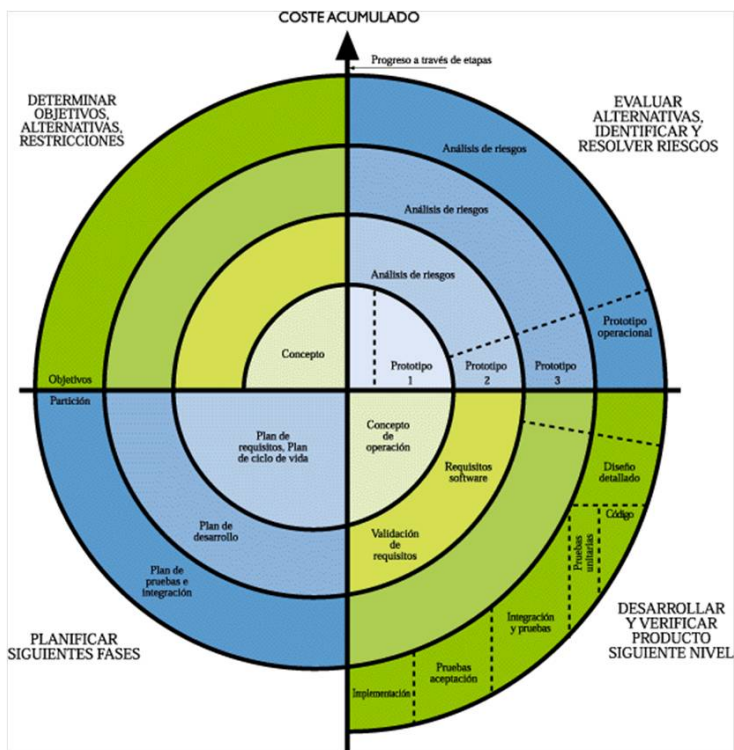 COSTE ACUMULADO
Progreso a través de etapas
DETERMINAR
OBJETIVOS,
ALTERNATIVAS,
RESTRICCIONES
EVALUAR
ALTERNATIVAS,
IDENTIFICAR Y
RESOLVER RIESGOS
Análisis de riesgos
Análisis de riesgos
Análisis de riesgos
Concepto
Prototipo
1
Prototipo
2
Prototipo
3
Prototipo
operacional
Objetivos
Partición
Plan de
requisitos, Plan
de ciclo de vida
Concepto
de
operación
Requisitos
software
Validación
de
requisitos
Plan de
desarrollo
Plan de
pruebas e
integración
Diseño
detallado
Código
Pruebas
unitarias
Integración
y pruebas
Pruebas
aceptación
Implementación
PLANIFICAR
SIGUIENTES FASES
DESARROLLAR
Y VERIFICAR
PRODUCTO
SIGUIENTE NIVEL